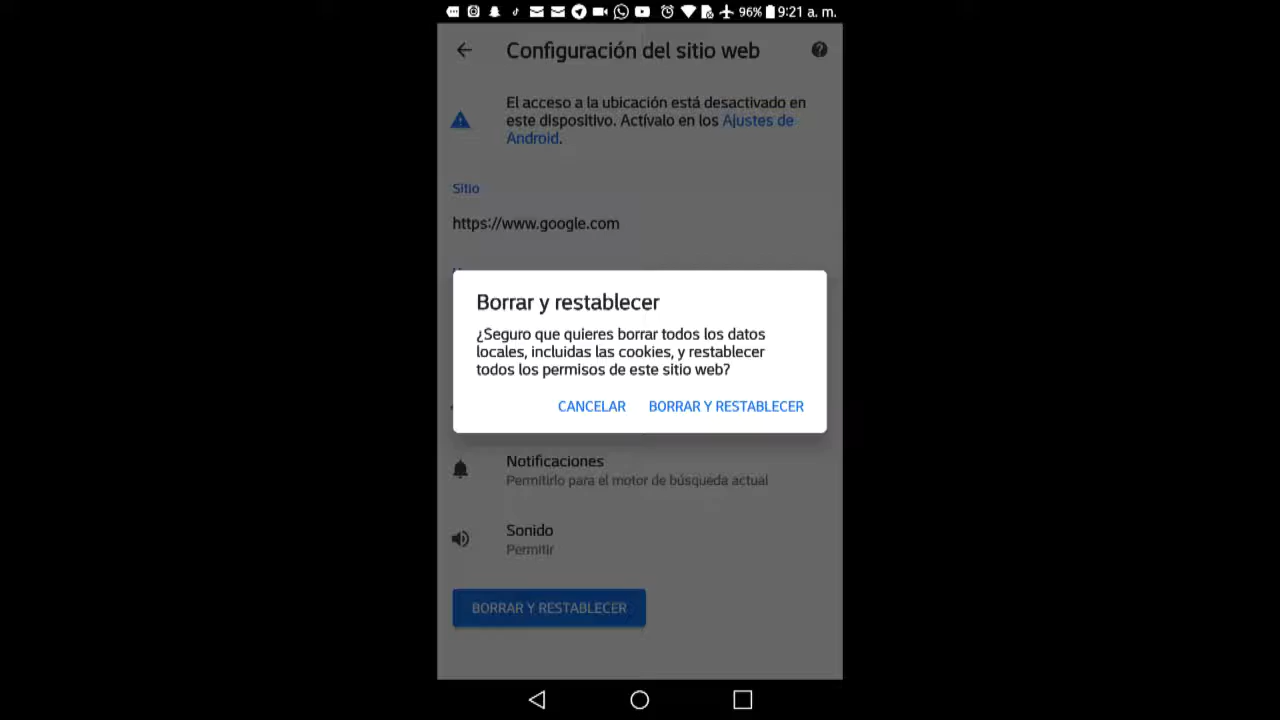 96% 9:21 a. m.
Configuración del sitio web
El acceso a la ubicación está desactivado en
este dispositivo. Actívalo en los Ajustes de
Android.
Sitio
https://www.google.com
Borrar y restablecer
¿Seguro que quieres borrar todos los datos
locales, incluidas las cookies, y restablecer
todos los permisos de este sitio web?
CANCELAR BORRAR Y RESTABLECER
Notificaciones
Permitirlo para el motor de búsqueda actual
Sonido
Permitir
BORRAR Y RESTABLECER